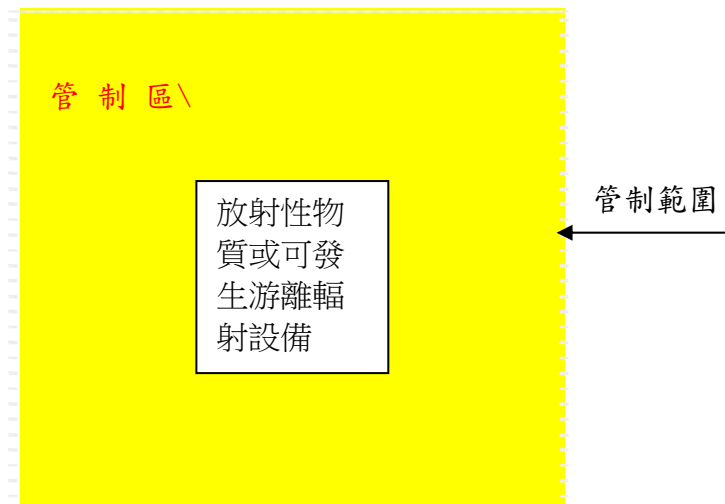 管 制 區\
管制範圍
放射性物
質或可發
生游離輻
射設備